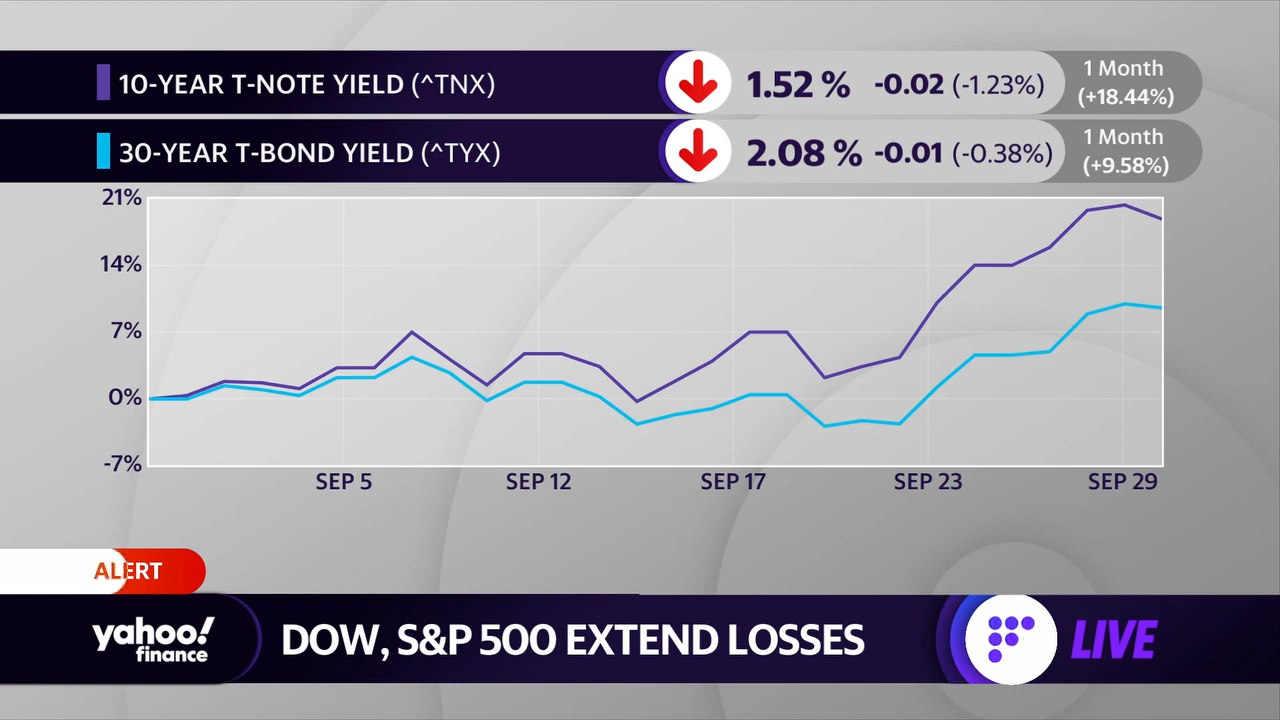 10-YEAR T-NOTE YIELD (^TNX) 1.52 % -0.02 (-1.23%) 1 Month (+18.44%)
30-YEAR T-BOND YIELD (^TYX) 2.08 % -0.01 (-0.38%) 1 Month (+9.58%)
21%
14%
7%
0%
-7%
SEP 5 SEP 12 SEP 17 SEP 23 SEP 29
ALERT
yahoo! finance
DOW, S&P 500 EXTEND LOSSES
LIVE